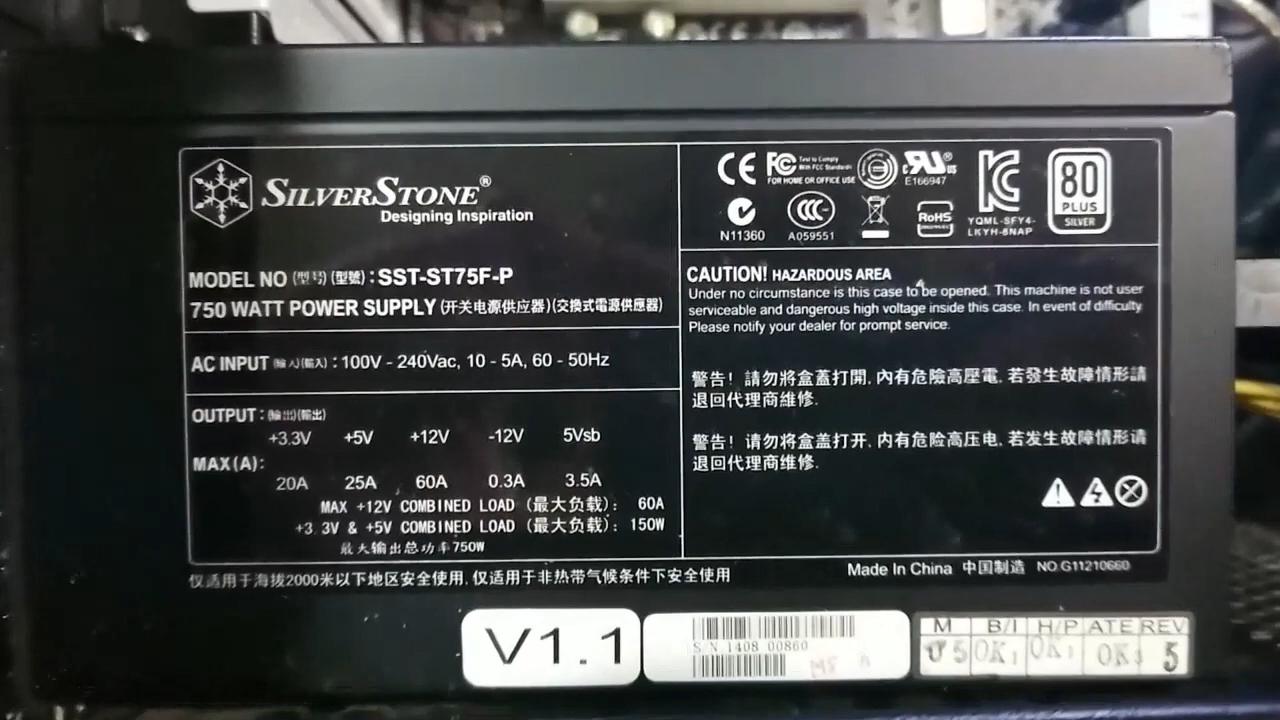 SILVERSTONE®
Designing Inspiration
MODEL NO (型号) (型號) : SST-ST75F-P
750 WATT POWER SUPPLY (开关电源供应器) (交換式電源供應器)
AC INPUT (输入)(輸入) : 100V - 240Vac, 10 - 5A, 60 - 50Hz
OUTPUT : (输出)(輸出)
+3.3V +5V +12V -12V 5Vsb
MAX(A):
20A 25A 60A 0.3A 3.5A
MAX +12V COMBINED LOAD (最大负载): 60A
+3.3V & +5V COMBINED LOAD (最大负载): 150W
最大输出总功率750W
CE FC Test to Comply
With FCC Standards
FOR HOME OR OFFICE USE
c RU ® US
E166947
KC
80
PLUS
SILVER
N11360
CCC
A059551
RoHS
YQML-SFY4-
LKYH-8NAP
CAUTION! HAZARDOUS AREA
Under no circumstance is this case to be opened. This machine is not user
serviceable and dangerous high voltage inside this case. In event of difficulty
Please notify your dealer for prompt service.
警告! 請勿將盒蓋打開, 內有危險高壓電, 若發生故障情形請
退回代理商維修.
警告! 请勿将盒盖打开, 内有危险高压电, 若发生故障情形请
退回代理商维修.
仅适用于海拔2000米以下地区安全使用, 仅适用于非热带气候条件下安全使用
Made In China 中国制造 NO.G11210660
V1.1
S/N 1408 00860
M B/I H/P ATE REV
05 OK1 OK OK 5